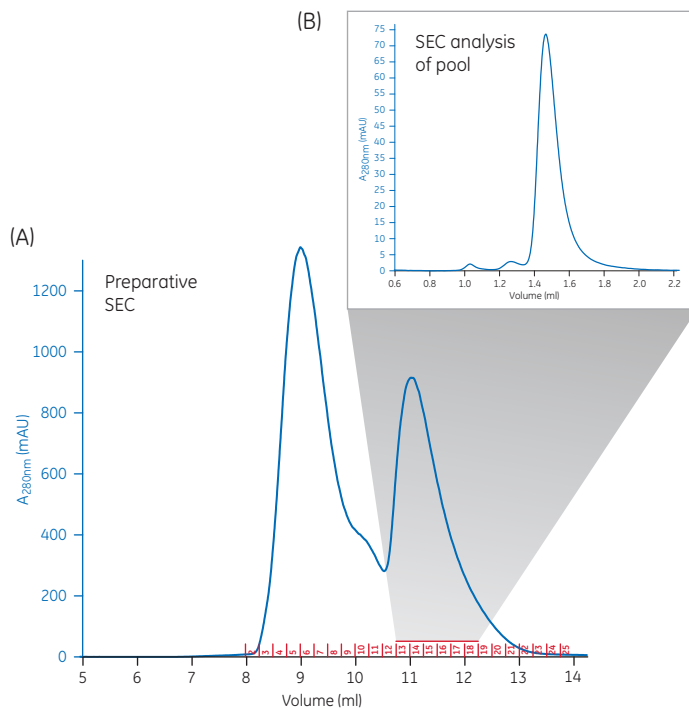 (B)
SEC analysis
of pool
A280nm (mAU)
75
70
65
60
55
50
45
40
35
30
25
20
15
10
5
0
0.6 0.8 1.0 1.2 1.4 1.6 1.8 2.0 2.2
Volume (ml)
(A)
Preparative
SEC
A280nm (mAU)
1200
1000
800
600
400
200
0
2 3 4 5 6 7 8 9 10 11 12 13 14 15 16 17 18 19 20 21 22 23 24 25
5 6 7 8 9 10 11 12 13 14
Volume (ml)